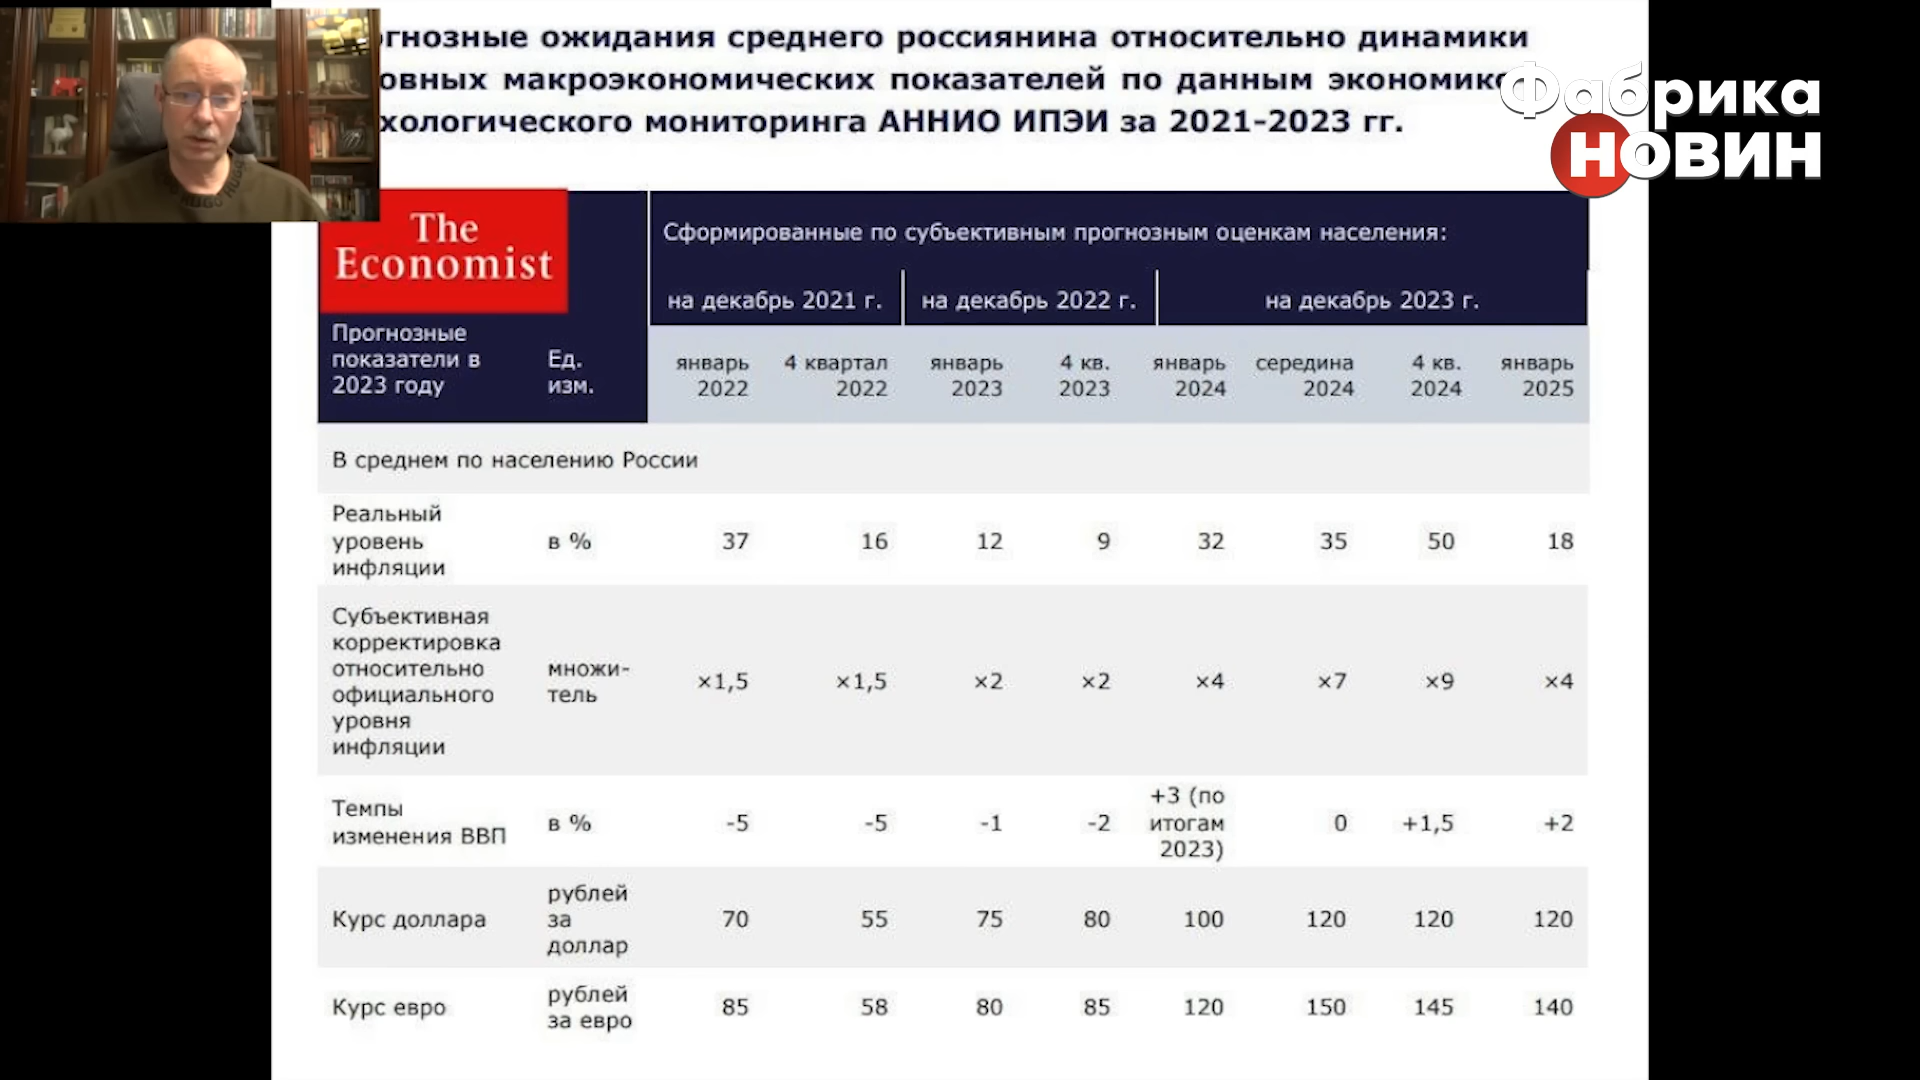 гнозные ожидания среднего россиянина относительно динамики
овных макроэкономических показателей по данным экономико
хологического мониторинга АННИО ИПЭИ за 2021-2023 гг.
Фабрика
новин
The
Economist
Сформированные по субъективным прогнозным оценкам населения:
на декабрь 2021 г. на декабрь 2022 г. на декабрь 2023 г.
Прогнозные
показатели в
2023 году
Ед.
изм.
январь 4 квартал январь 4 кв. январь середина 4 кв. январь
2022 2022 2023 2023 2024 2024 2024 2025
В среднем по населению России
Реальный
уровень
инфляции
в % 37 16 12 9 32 35 50 18
Субъективная
корректировка
относительно
официального
уровня
инфляции
множи-
тель
×1,5 ×1,5 ×2 ×2 ×4 ×7 ×9 ×4
Темпы
изменения ВВП
в % -5 -5 -1 -2
+3 (по
итогам
2023)
0 +1,5 +2
Курс доллара
рублей
за
доллар
70 55 75 80 100 120 120 120
Курс евро
рублей
за евро
85 58 80 85 120 150 145 140